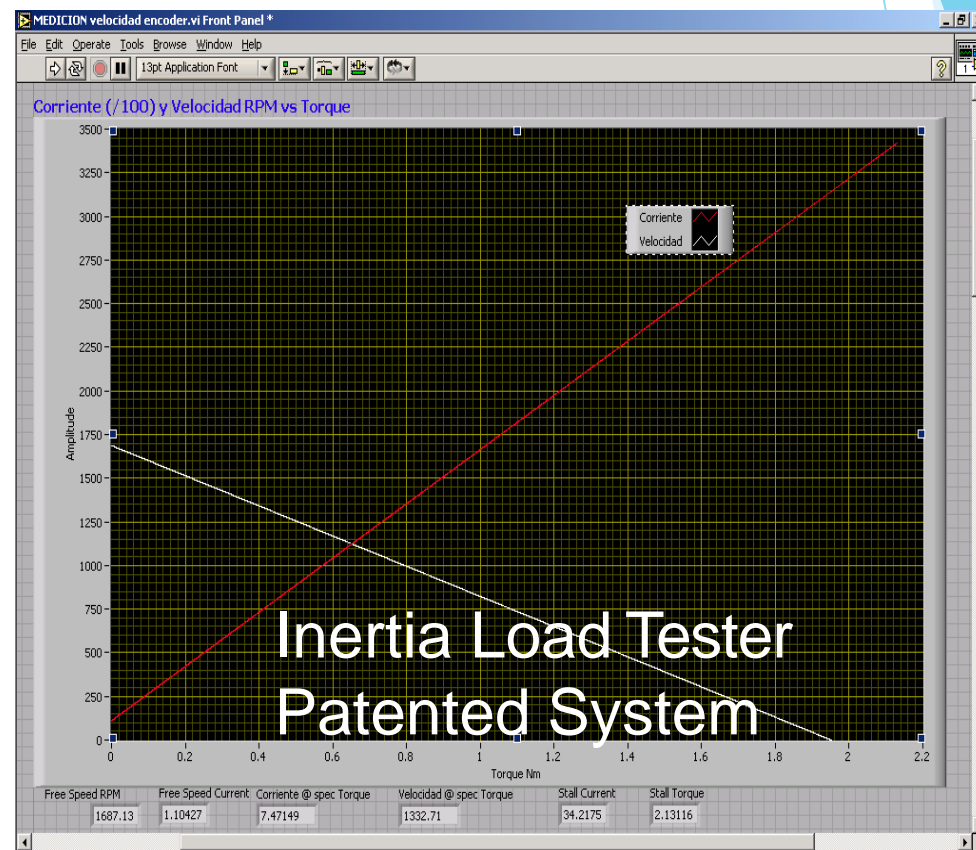 MEDICION velocidad encoder.vi Front Panel *
File Edit Operate Tools Browse Window Help
13pt Application Font
?
1
Corriente (/100) y Velocidad RPM vs Torque
3500
3250
3000
2750
2500
2250
2000
1750
1500
1250
1000
750
500
250
0
Amplitude
Corriente
Velocidad
Inertia Load Tester
Patented System
0 0.2 0.4 0.6 0.8 1 1.2 1.4 1.6 1.8 2 2.2
Torque Nm
Free Speed RPM Free Speed Current Corriente @ spec Torque Velocidad @ spec Torque Stall Current Stall Torque
1687.13 1.10427 7.47149 1332.71 34.2175 2.13116